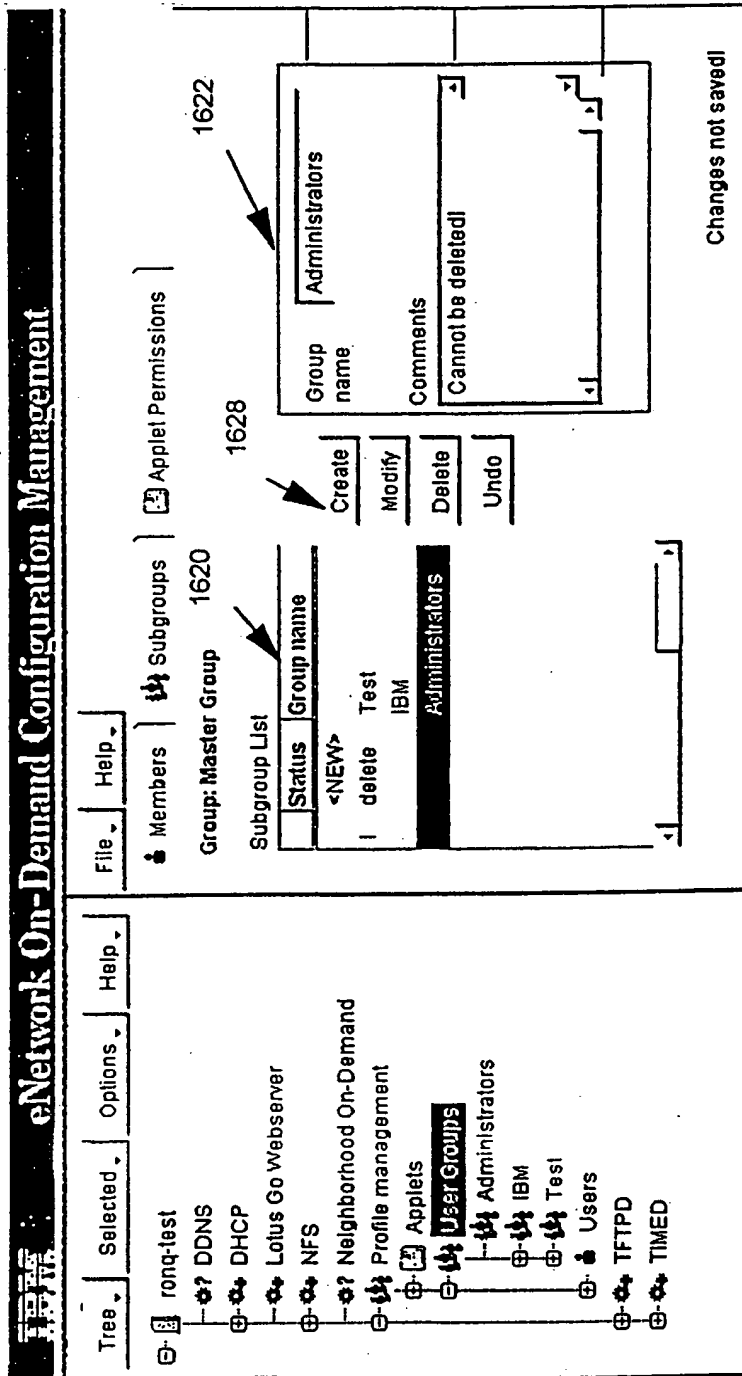 IBM eNetwork On-Demand Configuration Management
Tree Selected Options Help
ronq-test
? DDNS
DHCP
Lotus Go Webserver
NFS
? Neighborhood On-Demand
Profile management
Applets
User Groups
Administrators
IBM
Test
Users
TFTPD
TIMED
File Help
Members Subgroups Applet Permissions
Group: Master Group
1620
Subgroup List
Status Group name
<NEW>
| delete Test
IBM
Administrators
1628
Create
Modify
Delete
Undo
1622
Group name
Administrators
Comments
Cannot be deleted!
Changes not saved!